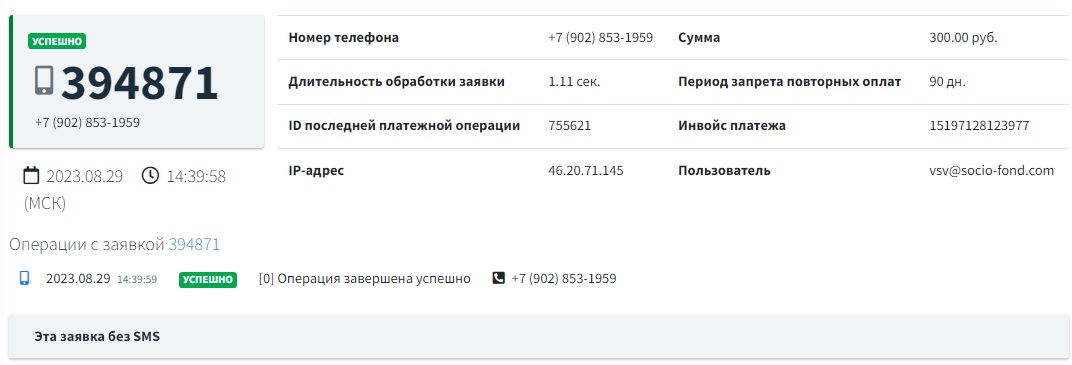 УСПЕШНО
394871
+7 (902) 853-1959
2023.08.29 14:39:58
(МСК)
Номер телефона +7 (902) 853-1959 Сумма 300.00 руб.
Длительность обработки заявки 1.11 сек. Период запрета повторных оплат 90 дн.
ID последней платежной операции 755621 Инвойс платежа 15197128123977
IP-адрес 46.20.71.145 Пользователь vsv@socio-fond.com
Операции с заявкой 394871
2023.08.29 14:39:59 УСПЕШНО [0] Операция завершена успешно +7 (902) 853-1959
Эта заявка без SMS